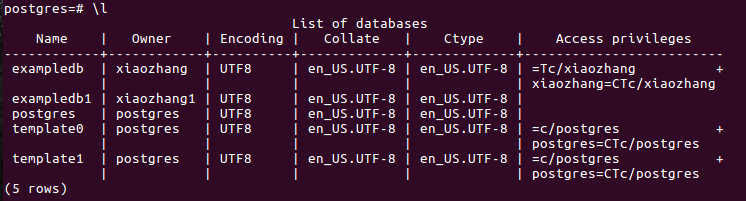 postgres=# \l
                                  List of databases
    Name    |   Owner    | Encoding |   Collate   |    Ctype    |    Access privileges
------------+------------+----------+-------------+-------------+--------------------------
 exampledb  | xiaozhang  | UTF8     | en_US.UTF-8 | en_US.UTF-8 | =Tc/xiaozhang           +
            |            |          |             |             | xiaozhang=CTc/xiaozhang
 exampledb1 | xiaozhang1 | UTF8     | en_US.UTF-8 | en_US.UTF-8 |
 postgres   | postgres   | UTF8     | en_US.UTF-8 | en_US.UTF-8 |
 template0  | postgres   | UTF8     | en_US.UTF-8 | en_US.UTF-8 | =c/postgres             +
            |            |          |             |             | postgres=CTc/postgres
 template1  | postgres   | UTF8     | en_US.UTF-8 | en_US.UTF-8 | =c/postgres             +
            |            |          |             |             | postgres=CTc/postgres
(5 rows)